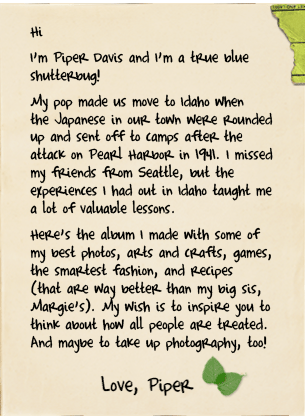 Hi
I'm Piper Davis and I'm a true blue
shutterbug!
My pop made us move to Idaho when
the Japanese in our town were rounded
up and sent off to camps after the
attack on Pearl Harbor in 1941. I missed
my friends from Seattle, but the
experiences I had out in Idaho taught me
a lot of valuable lessons.
Here's the album I made with some of
my best photos, arts and crafts, games,
the smartest fashion, and recipes
(that are way better than my big sis,
Margie's). My wish is to inspire you to
think about how all people are treated.
And maybe to take up photography, too!
Love, Piper